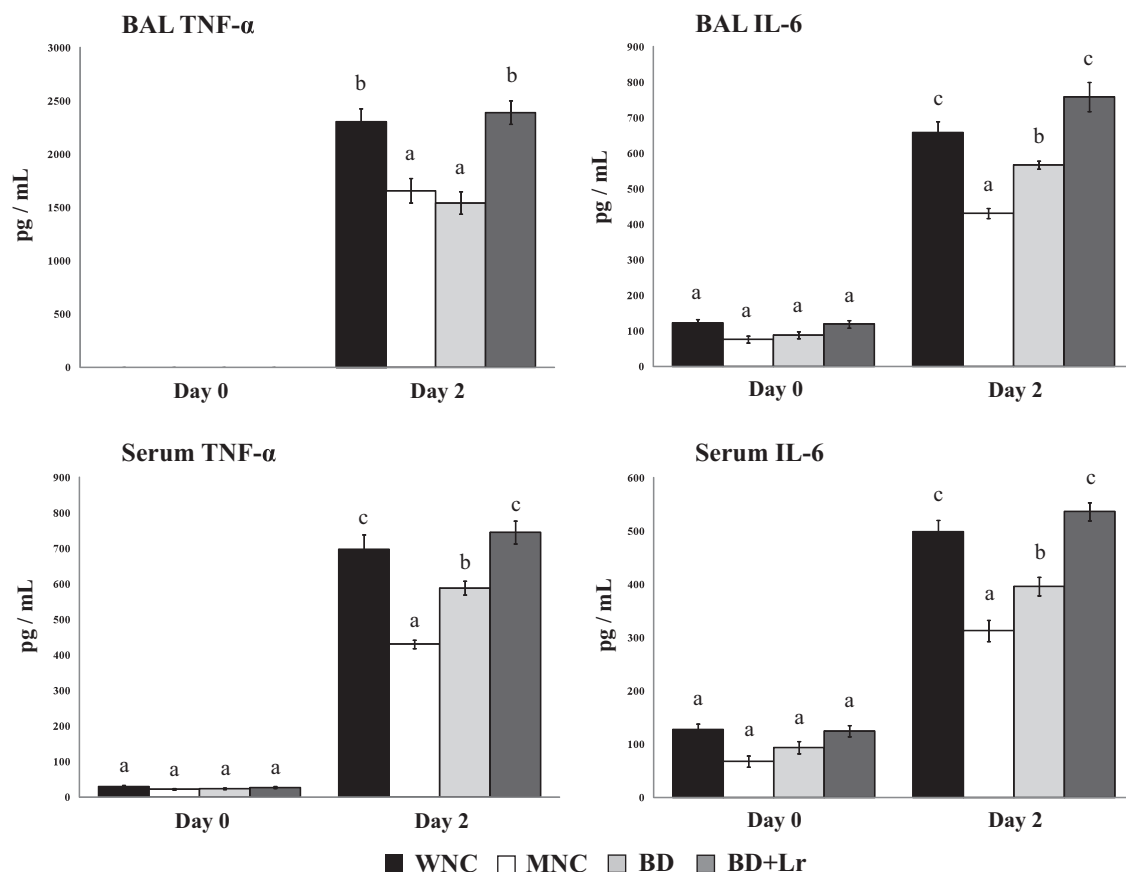 BAL TNF-α
3000
2500
2000
1500
1000
500
0
pg / mL
b
a
a
b
Day 0
Day 2
BAL IL-6
900
800
700
600
500
400
300
200
100
0
pg / mL
a
a
a
a
c
a
b
c
Day 0
Day 2
Serum TNF-α
900
800
700
600
500
400
300
200
100
0
pg / mL
a
a
a
a
c
a
b
c
Day 0
Day 2
Serum IL-6
600
500
400
300
200
100
0
pg / mL
a
a
a
a
c
a
b
c
Day 0
Day 2
WNC MNC BD BD+Lr